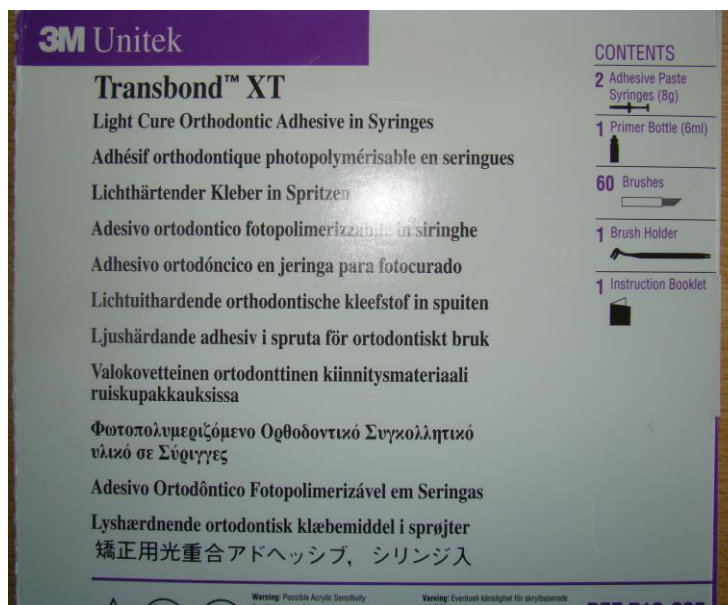 3M Unitek
Transbond™ XT
Light Cure Orthodontic Adhesive in Syringes
Adhésif orthodontique photopolymérisable en seringues
Lichthärtender Kleber in Spritzen
Adesivo ortodontico fotopolimerizzande in siringhe
Adhesivo ortodóncico en jeringa para fotocurado
Lichtuithardende orthodontische kleefstof in spuiten
Ljushärdande adhesiv i spruta för ortodontiskt bruk
Valokovetteinen ortodonttinen kiinnitysmateriaali
ruiskupakkauksissa
Φωτοπολυμεριζόμενο Ορθοδοντικό Συγκολλητικό
υλικό σε Σύριγγες
Adesivo Ortodôntico Fotopolimerizável em Seringas
Lyshærdnende ortodontisk klæbemiddel i sprøjter
矯正用光重合アドヘッシブ，シリンジ入
CONTENTS
2 Adhesive Paste
Syringes (8g)
1 Primer Bottle (6ml)
60 Brushes
1 Brush Holder
1 Instruction Booklet
Warning: Possible Acrylic Sensitivity
Varning: Eventuell känslighet för akrylbaserade